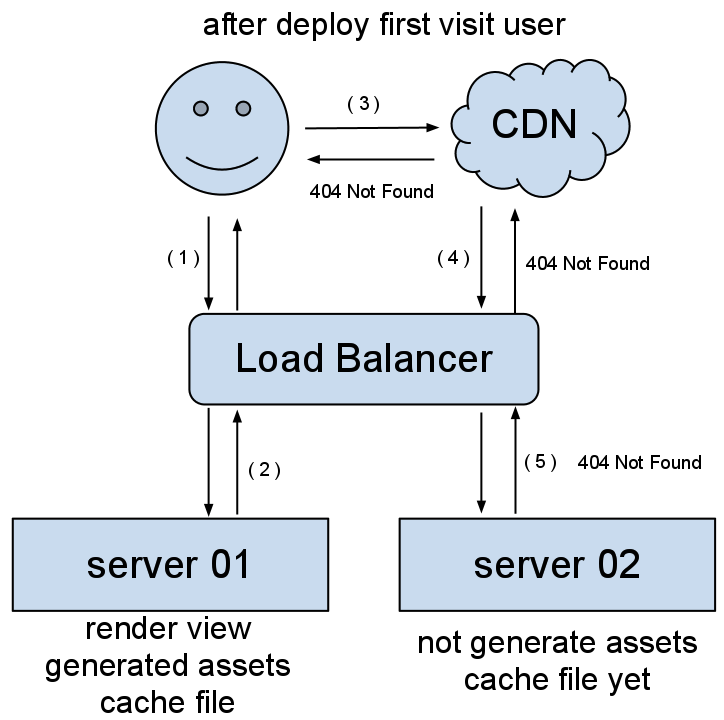 after deploy first visit user
( 3 )
CDN
404 Not Found
( 1 )
( 4 )
404 Not Found
Load Balancer
( 2 )
( 5 )
404 Not Found
server 01
server 02
render view
generated assets
cache file
not generate assets
cache file yet